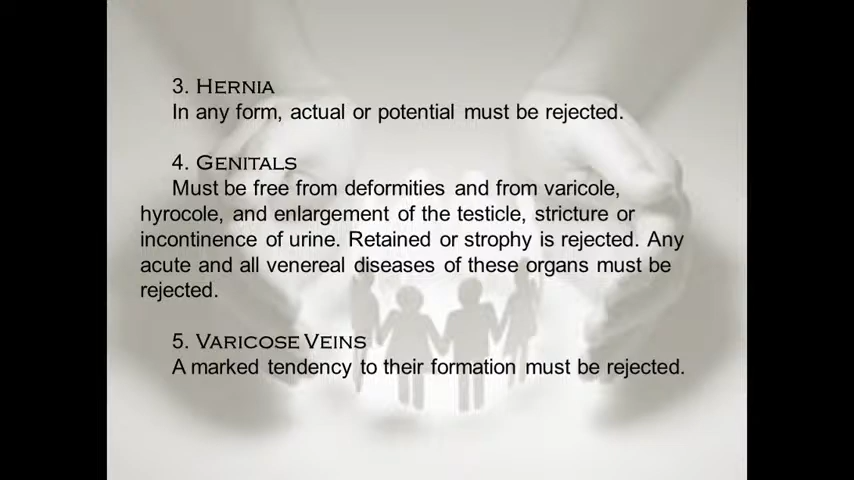 3. HERNIA
In any form, actual or potential must be rejected.
4. GENITALS
Must be free from deformities and from varicole,
hyrocole, and enlargement of the testicle, stricture or
incontinence of urine. Retained or strophy is rejected. Any
acute and all venereal diseases of these organs must be
rejected.
5. VARICOSE VEINS
A marked tendency to their formation must be rejected.